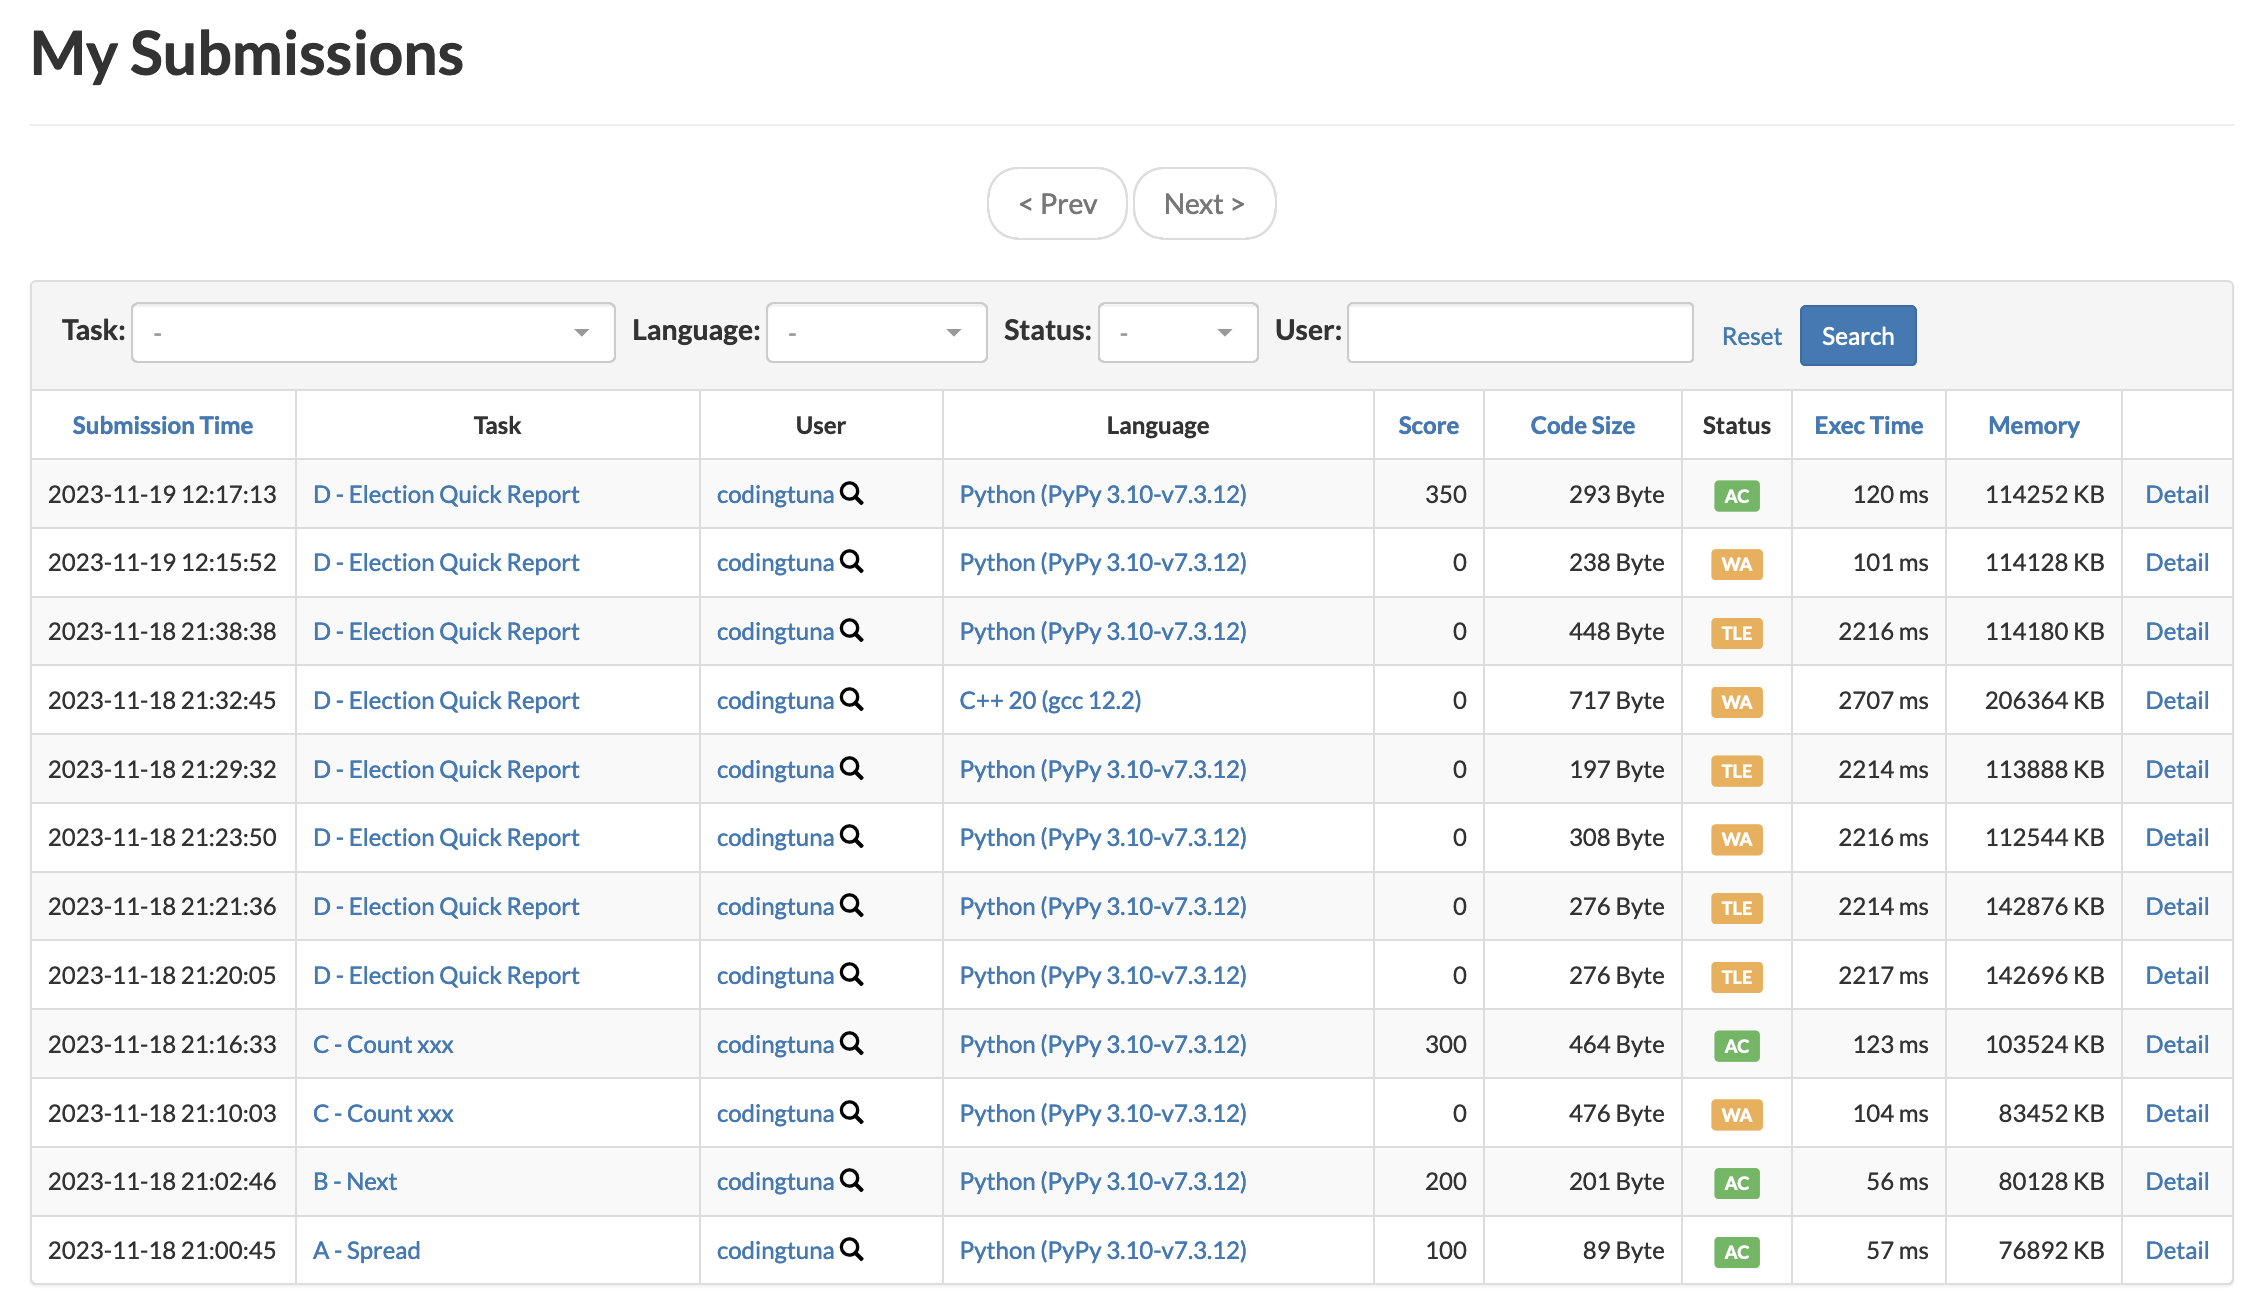 My Submissions
< Prev Next >
Task: - Language: - Status: - User: Reset Search
Submission Time Task User Language Score Code Size Status Exec Time Memory
2023-11-19 12:17:13 D - Election Quick Report codingtuna Python (PyPy 3.10-v7.3.12) 350 293 Byte AC 120 ms 114252 KB Detail
2023-11-19 12:15:52 D - Election Quick Report codingtuna Python (PyPy 3.10-v7.3.12) 0 238 Byte WA 101 ms 114128 KB Detail
2023-11-18 21:38:38 D - Election Quick Report codingtuna Python (PyPy 3.10-v7.3.12) 0 448 Byte TLE 2216 ms 114180 KB Detail
2023-11-18 21:32:45 D - Election Quick Report codingtuna C++ 20 (gcc 12.2) 0 717 Byte WA 2707 ms 206364 KB Detail
2023-11-18 21:29:32 D - Election Quick Report codingtuna Python (PyPy 3.10-v7.3.12) 0 197 Byte TLE 2214 ms 113888 KB Detail
2023-11-18 21:23:50 D - Election Quick Report codingtuna Python (PyPy 3.10-v7.3.12) 0 308 Byte WA 2216 ms 112544 KB Detail
2023-11-18 21:21:36 D - Election Quick Report codingtuna Python (PyPy 3.10-v7.3.12) 0 276 Byte TLE 2214 ms 142876 KB Detail
2023-11-18 21:20:05 D - Election Quick Report codingtuna Python (PyPy 3.10-v7.3.12) 0 276 Byte TLE 2217 ms 142696 KB Detail
2023-11-18 21:16:33 C - Count xxx codingtuna Python (PyPy 3.10-v7.3.12) 300 464 Byte AC 123 ms 103524 KB Detail
2023-11-18 21:10:03 C - Count xxx codingtuna Python (PyPy 3.10-v7.3.12) 0 476 Byte WA 104 ms 83452 KB Detail
2023-11-18 21:02:46 B - Next codingtuna Python (PyPy 3.10-v7.3.12) 200 201 Byte AC 56 ms 80128 KB Detail
2023-11-18 21:00:45 A - Spread codingtuna Python (PyPy 3.10-v7.3.12) 100 89 Byte AC 57 ms 76892 KB Detail